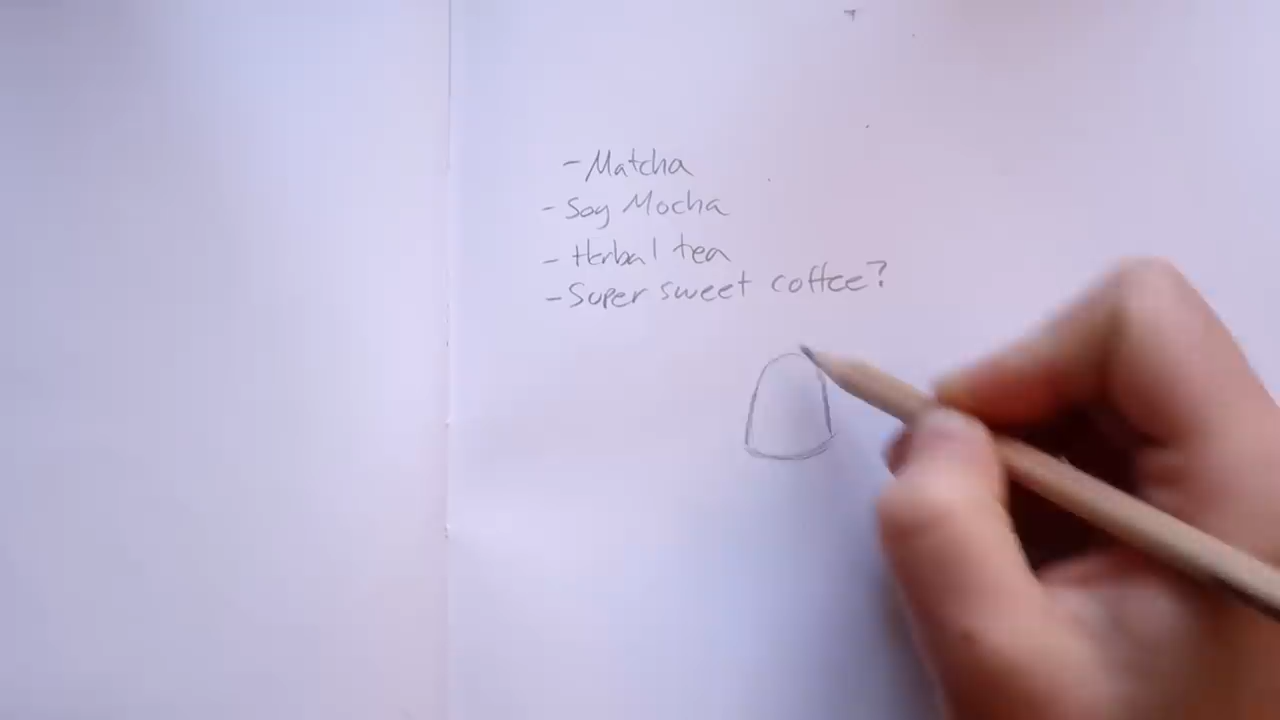 - Matcha
- Soy Mocha
- Herbal tea
- Super sweet coffee?